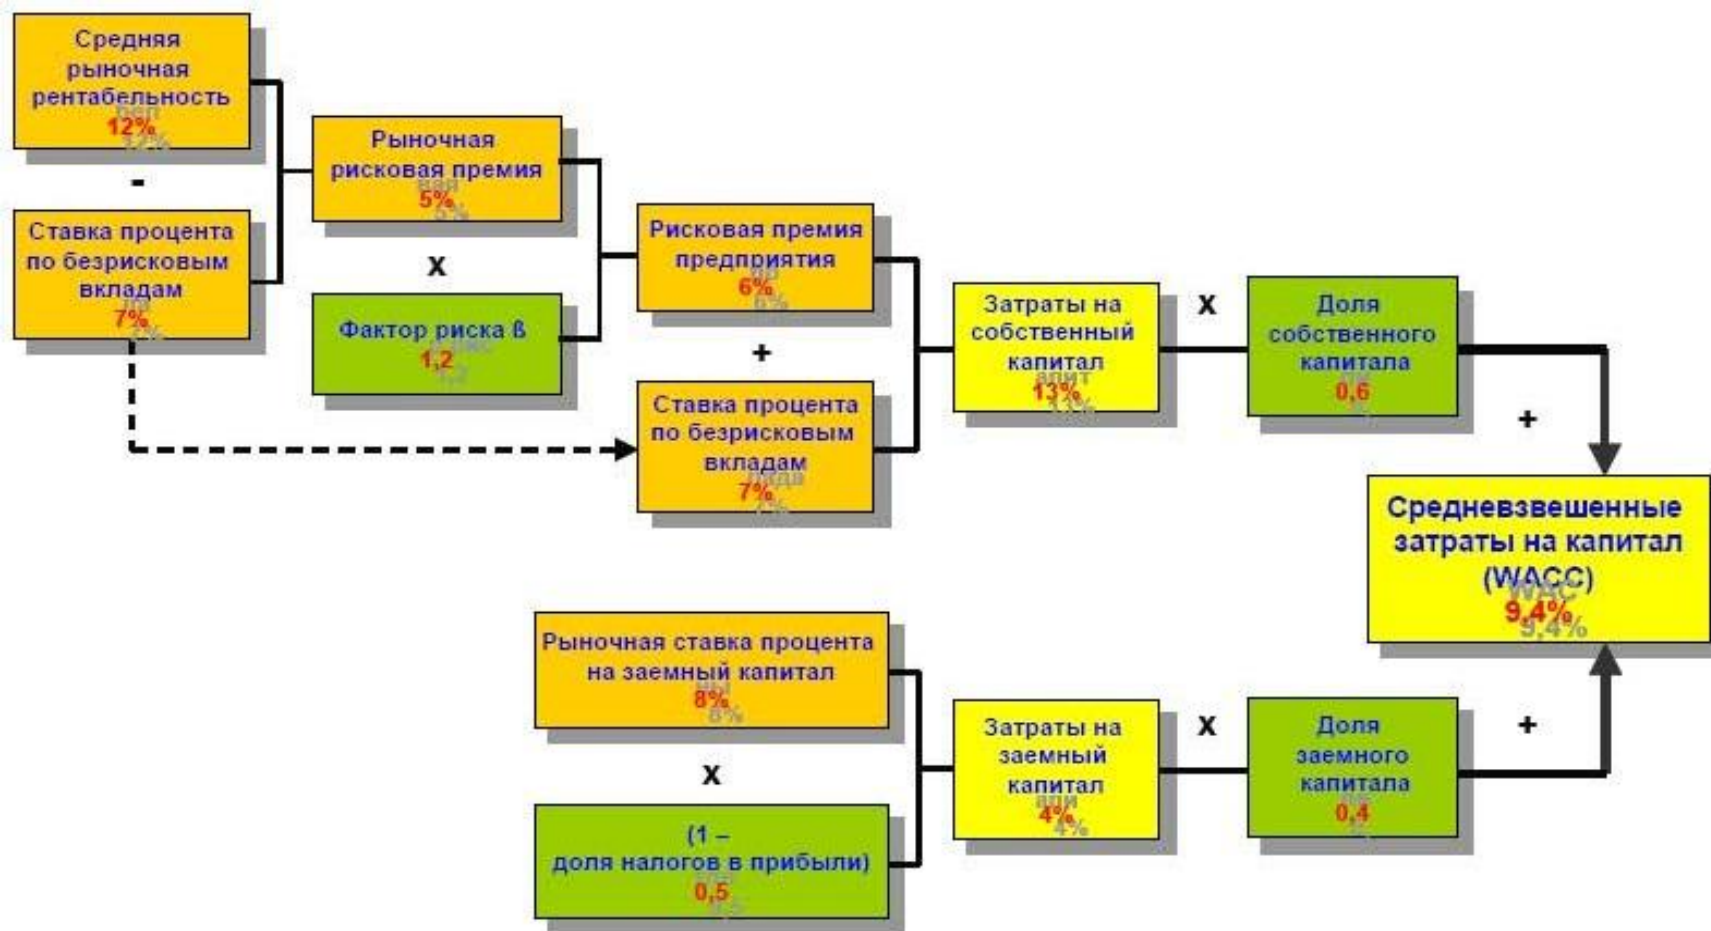 Средняя
рыночная
рентабельность
12%
-
Ставка процента
по безрисковым
вкладам
7%
Рыночная
рисковая премия
5%
X
Фактор риска ß
1,2
Рисковая премия
предприятия
6%
+
Ставка процента
по безрисковым
вкладам
7%
Затраты на
собственный
капитал
13%
X
Доля
собственного
капитала
0,6
+
Средневзвешенные
затраты на капитал
(WACC)
9,4%
Рыночная ставка процента
на заемный капитал
8%
X
(1 –
доля налогов в прибыли)
0,5
Затраты на
заемный
капитал
4%
X
Доля
заемного
капитала
0,4
+